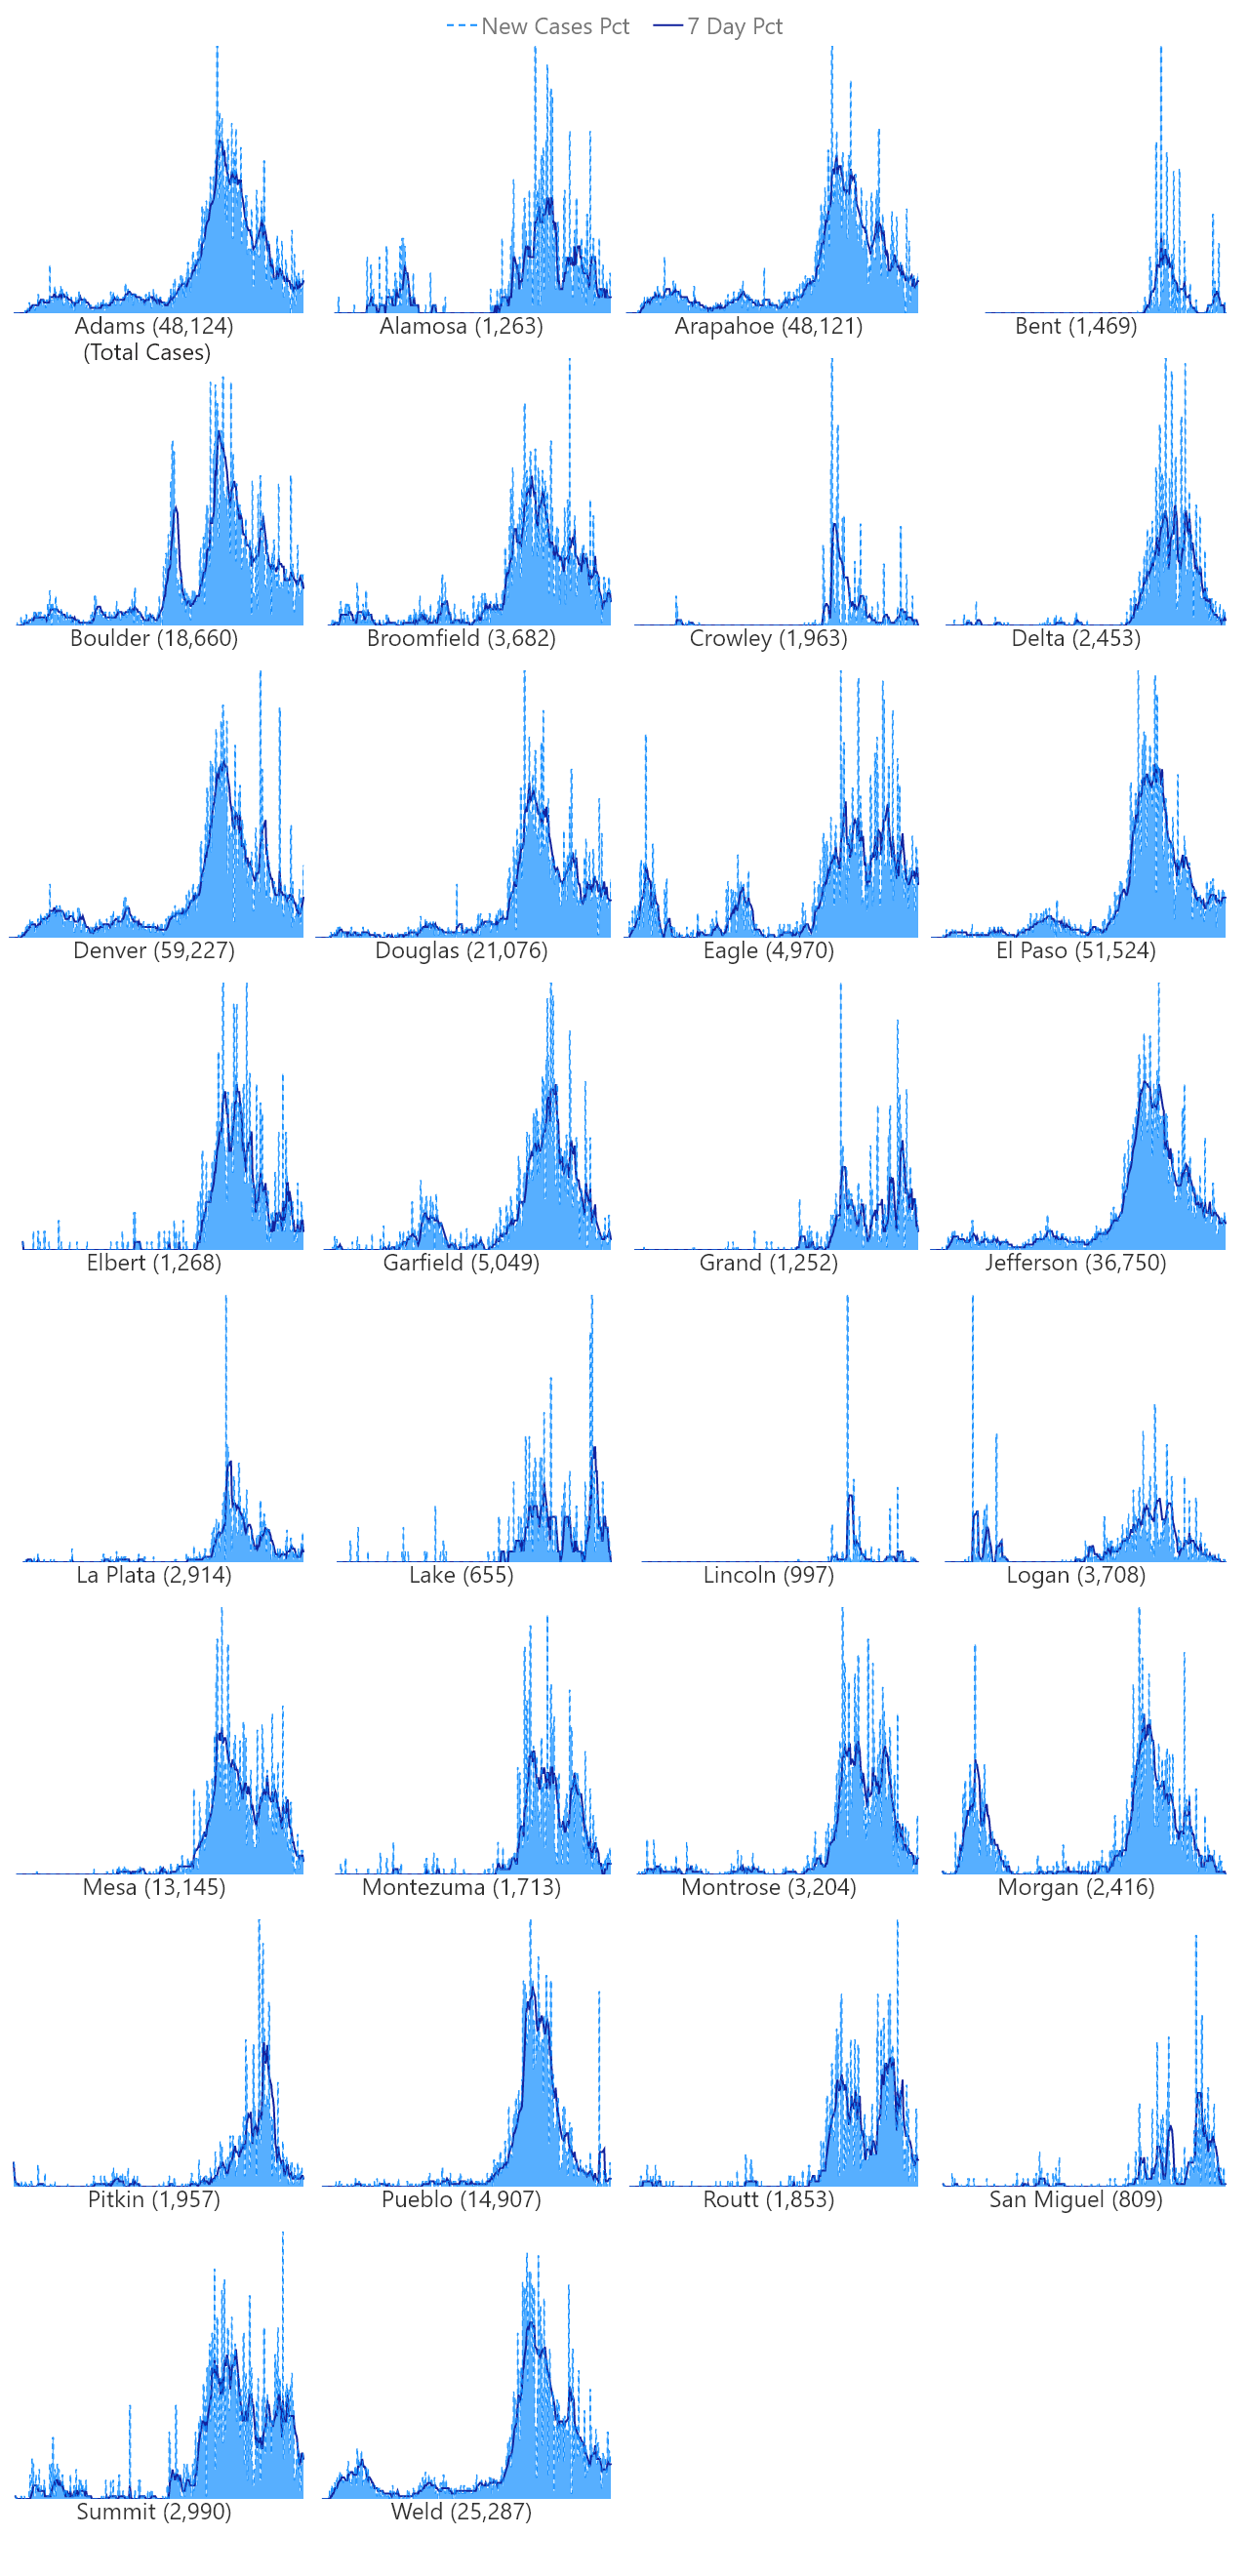 New Cases Pct 7 Day Pct
Adams (48,124) Alamosa (1,263) Arapahoe (48,121) Bent (1,469)
(Total Cases)
Boulder (18,660) Broomfield (3,682) Crowley (1,963) Delta (2,453)
Denver (59,227) Douglas (21,076) Eagle (4,970) El Paso (51,524)
Elbert (1,268) Garfield (5,049) Grand (1,252) Jefferson (36,750)
La Plata (2,914) Lake (655) Lincoln (997) Logan (3,708)
Mesa (13,145) Montezuma (1,713) Montrose (3,204) Morgan (2,416)
Pitkin (1,957) Pueblo (14,907) Routt (1,853) San Miguel (809)
Summit (2,990) Weld (25,287)